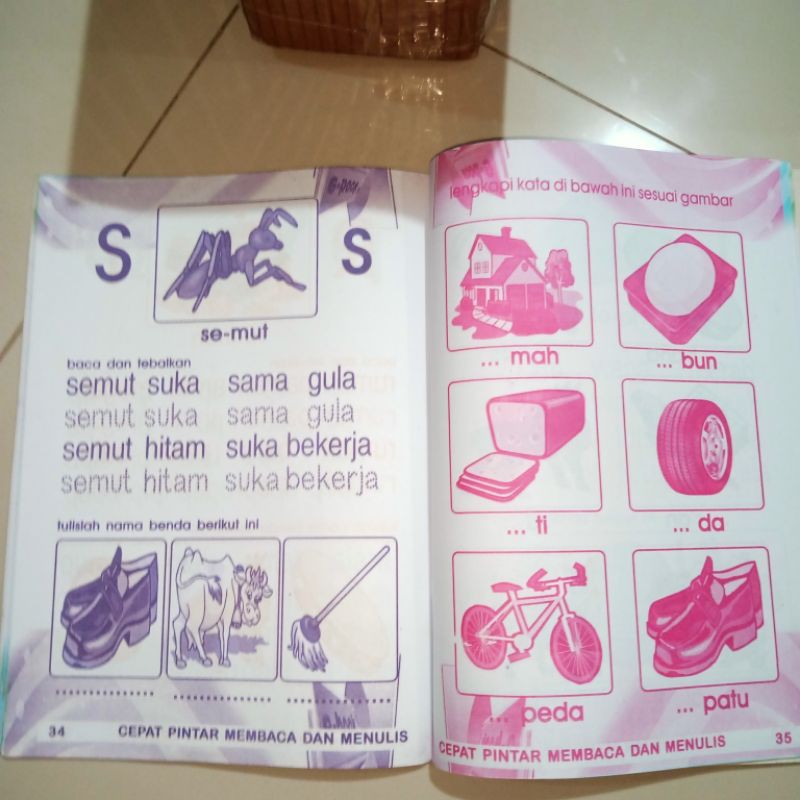 S
s
se-mut
baca dan tebalkan
semut suka sama gula
semut suka sama gula
semut hitam suka bekerja
semut hitam suka bekerja
tulislah nama benda berikut ini
34 CEPAT PINTAR MEMBACA DAN MENULIS
lengkapi kata di bawah ini sesuai gambar
... mah
... bun
... ti
... da
... peda
... patu
CEPAT PINTAR MEMBACA DAN MENULIS 35